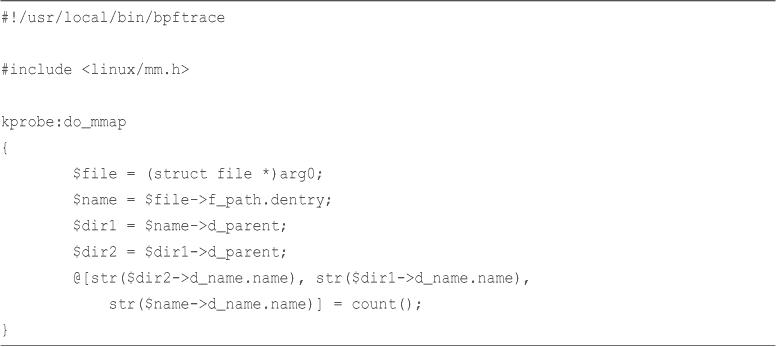 #!/usr/local/bin/bpftrace
#include <linux/mm.h>
kprobe:do_mmap
{
        $file = (struct file *)arg0;
        $name = $file->f_path.dentry;
        $dir1 = $name->d_parent;
        $dir2 = $dir1->d_parent;
        @[str($dir2->d_name.name), str($dir1->d_name.name),
            str($name->d_name.name)] = count();
}